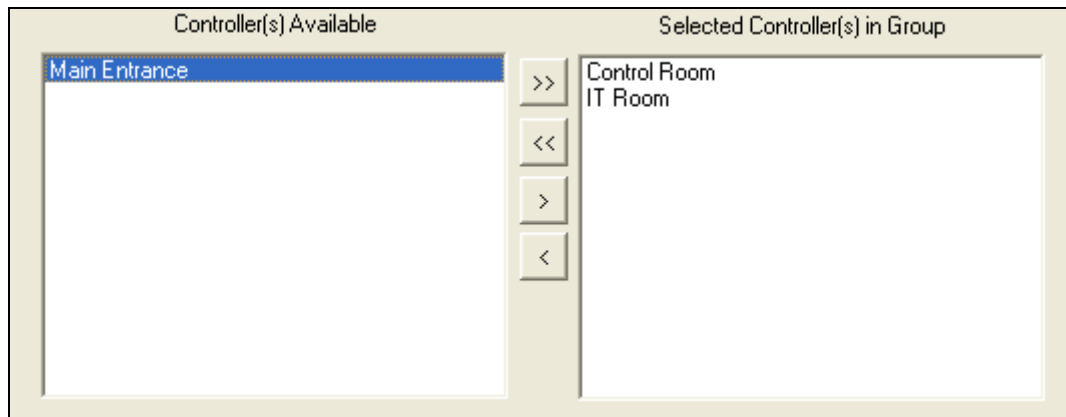 Controller(s) Available
Selected Controller(s) in Group
Main Entrance
>>
<<
>
<
Control Room
IT Room